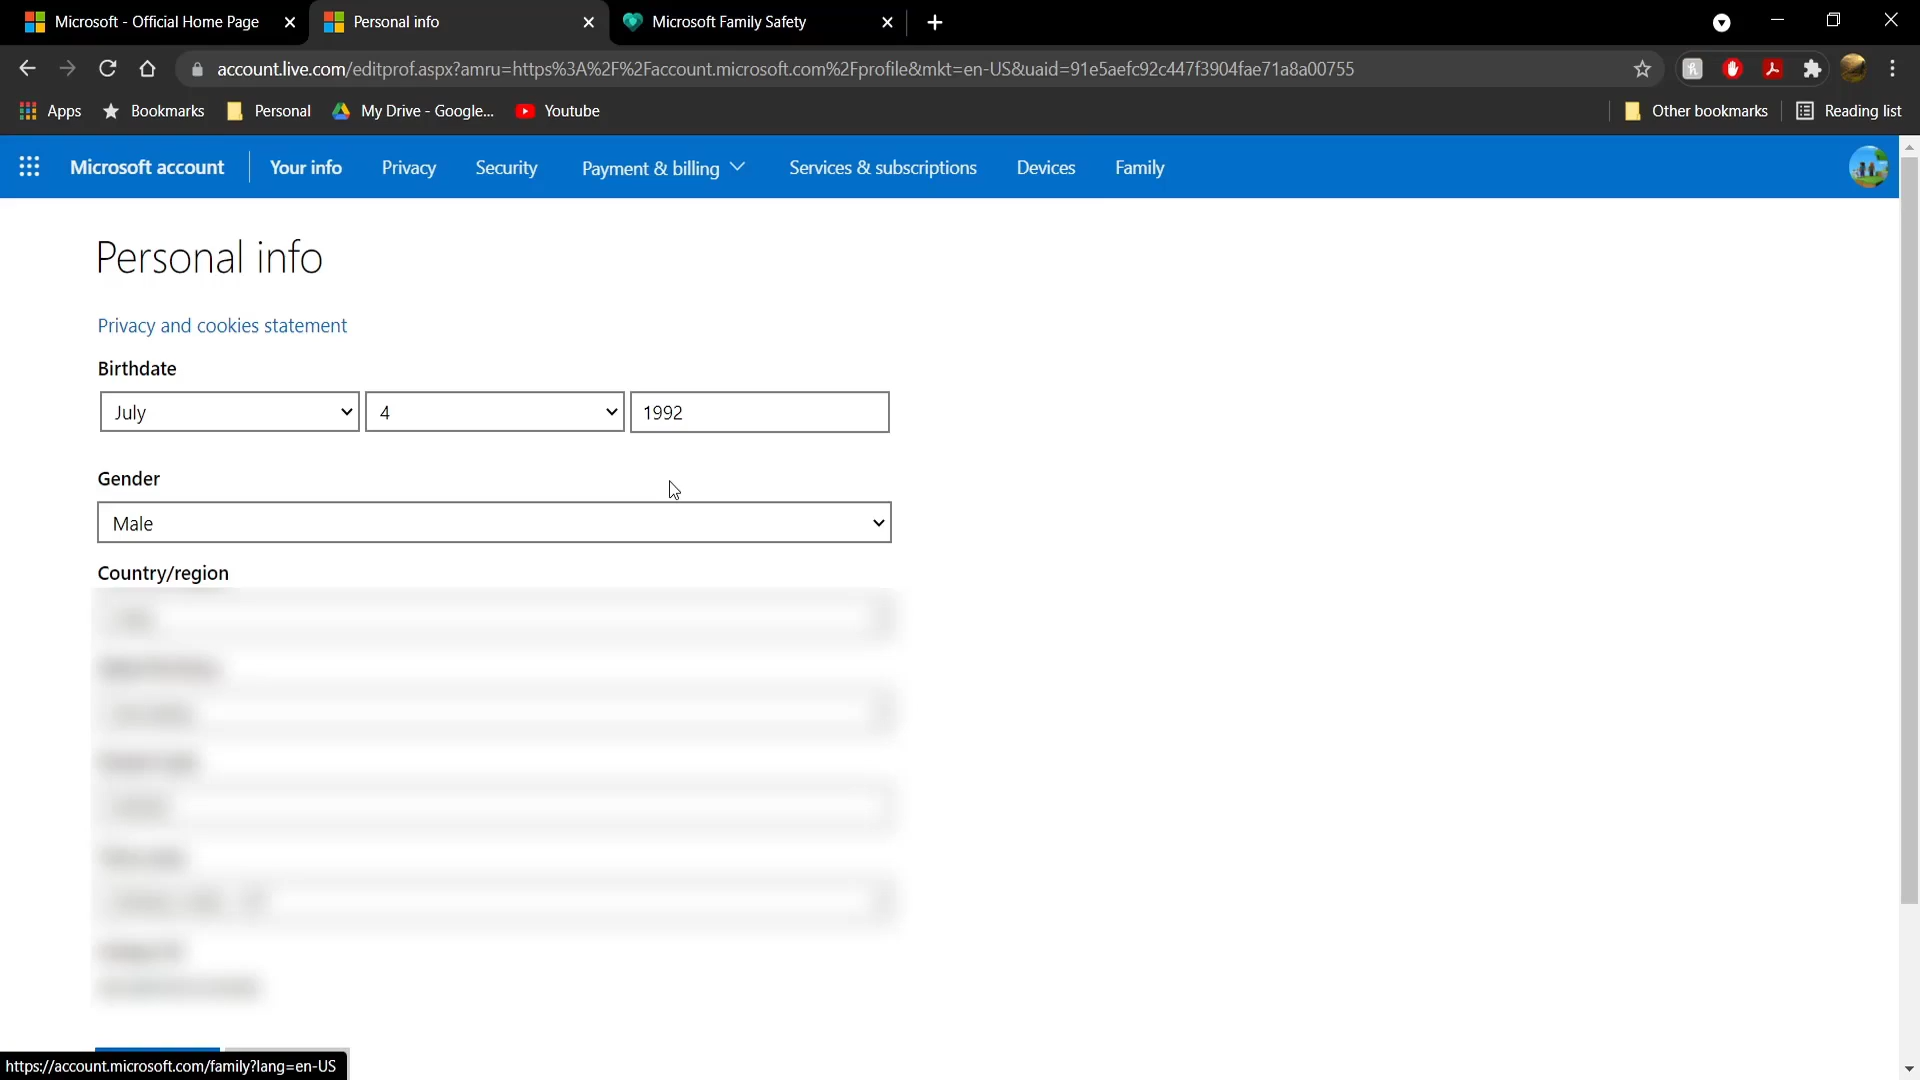 Microsoft - Official Home Page
Personal info
Microsoft Family Safety
account.live.com/editprof.aspx?amru=https%3A%2F%2Faccount.microsoft.com%2Fprofile&mkt=en-US&uaid=91e5aefc92c447f3904fae71a8a00755
Apps
Bookmarks
Personal
My Drive - Google...
Youtube
Other bookmarks
Reading list
Microsoft account
Your info
Privacy
Security
Payment & billing
Services & subscriptions
Devices
Family
Personal info
Privacy and cookies statement
Birthdate
July
4
1992
Gender
Male
Country/region
https://account.microsoft.com/family?lang=en-US